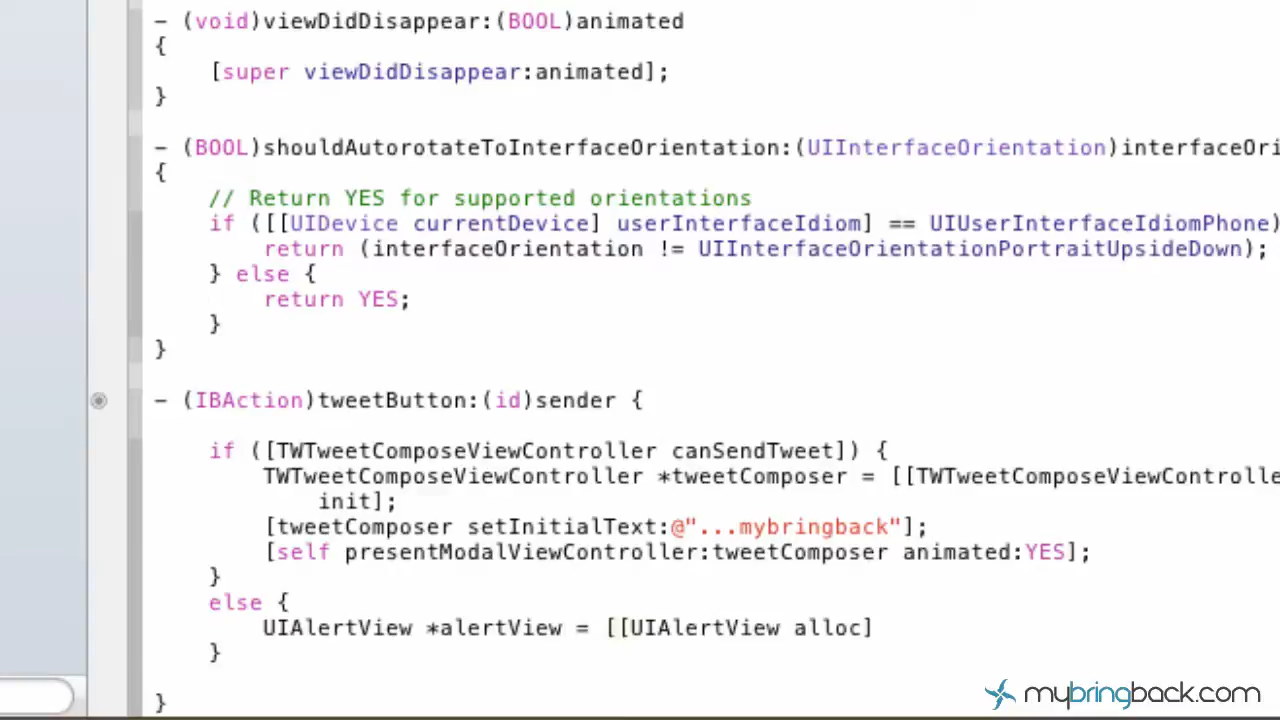 - (void)viewDidDisappear:(BOOL)animated
{
[super viewDidDisappear:animated];
}
- (BOOL)shouldAutorotateToInterfaceOrientation:(UIInterfaceOrientation)interfaceOri
{
// Return YES for supported orientations
if ([[UIDevice currentDevice] userInterfaceIdiom] == UIUserInterfaceIdiomPhone)
return (interfaceOrientation != UIInterfaceOrientationPortraitUpsideDown);
} else {
return YES;
}
}
- (IBAction)tweetButton:(id)sender {
if ([TWTweetComposeViewController canSendTweet]) {
TWTweetComposeViewController *tweetComposer = [[TWTweetComposeViewControlle
init];
[tweetComposer setInitialText:@"...mybringback"];
[self presentModalViewController:tweetComposer animated:YES];
}
else {
UIAlertView *alertView = [[UIAlertView alloc]
}
}
mybringback.com